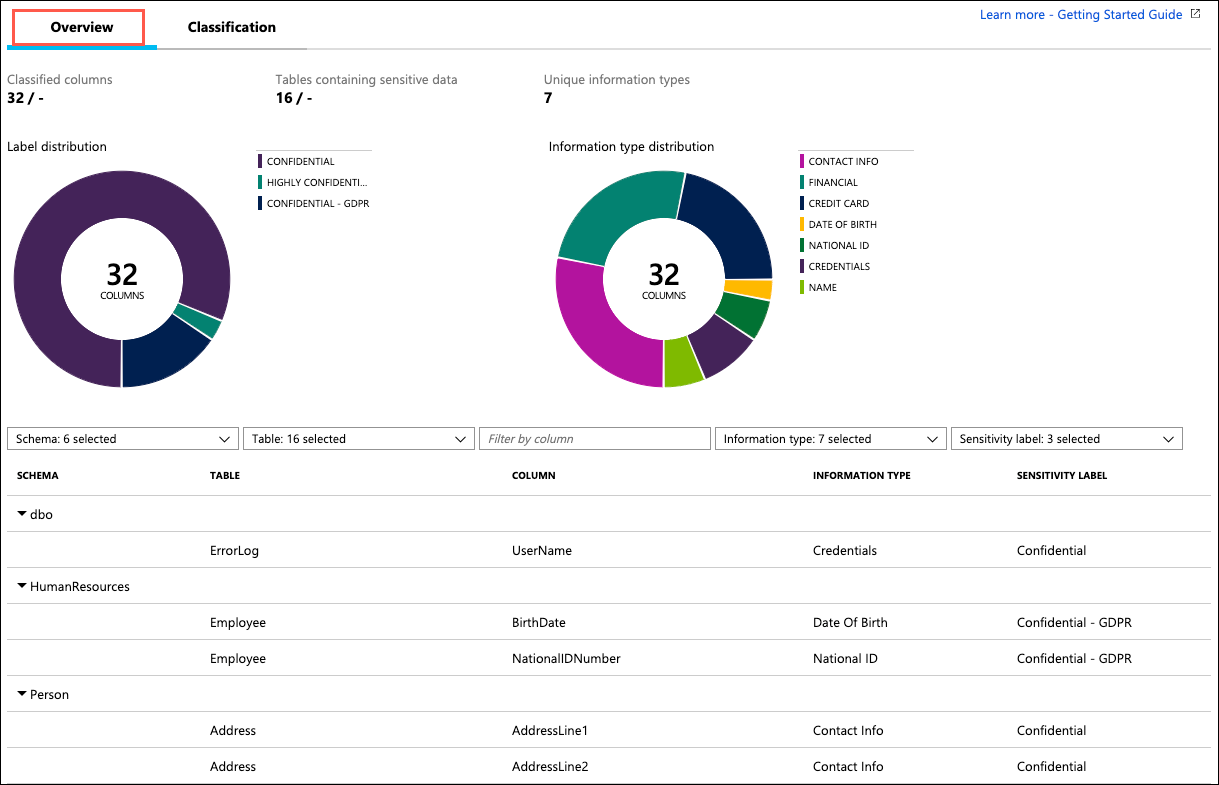 Overview
Classification
Learn more - Getting Started Guide
Classified columns
32 / -
Tables containing sensitive data
16 / -
Unique information types
7
Label distribution
32
COLUMNS
CONFIDENTIAL
HIGHLY CONFIDENTI...
CONFIDENTIAL - GDPR
Information type distribution
32
COLUMNS
CONTACT INFO
FINANCIAL
CREDIT CARD
DATE OF BIRTH
NATIONAL ID
CREDENTIALS
NAME
Schema: 6 selected
Table: 16 selected
Filter by column
Information type: 7 selected
Sensitivity label: 3 selected
SCHEMA TABLE COLUMN INFORMATION TYPE SENSITIVITY LABEL
dbo
ErrorLog UserName Credentials Confidential
HumanResources
Employee BirthDate Date Of Birth Confidential - GDPR
Employee NationalIDNumber National ID Confidential - GDPR
Person
Address AddressLine1 Contact Info Confidential
Address AddressLine2 Contact Info Confidential